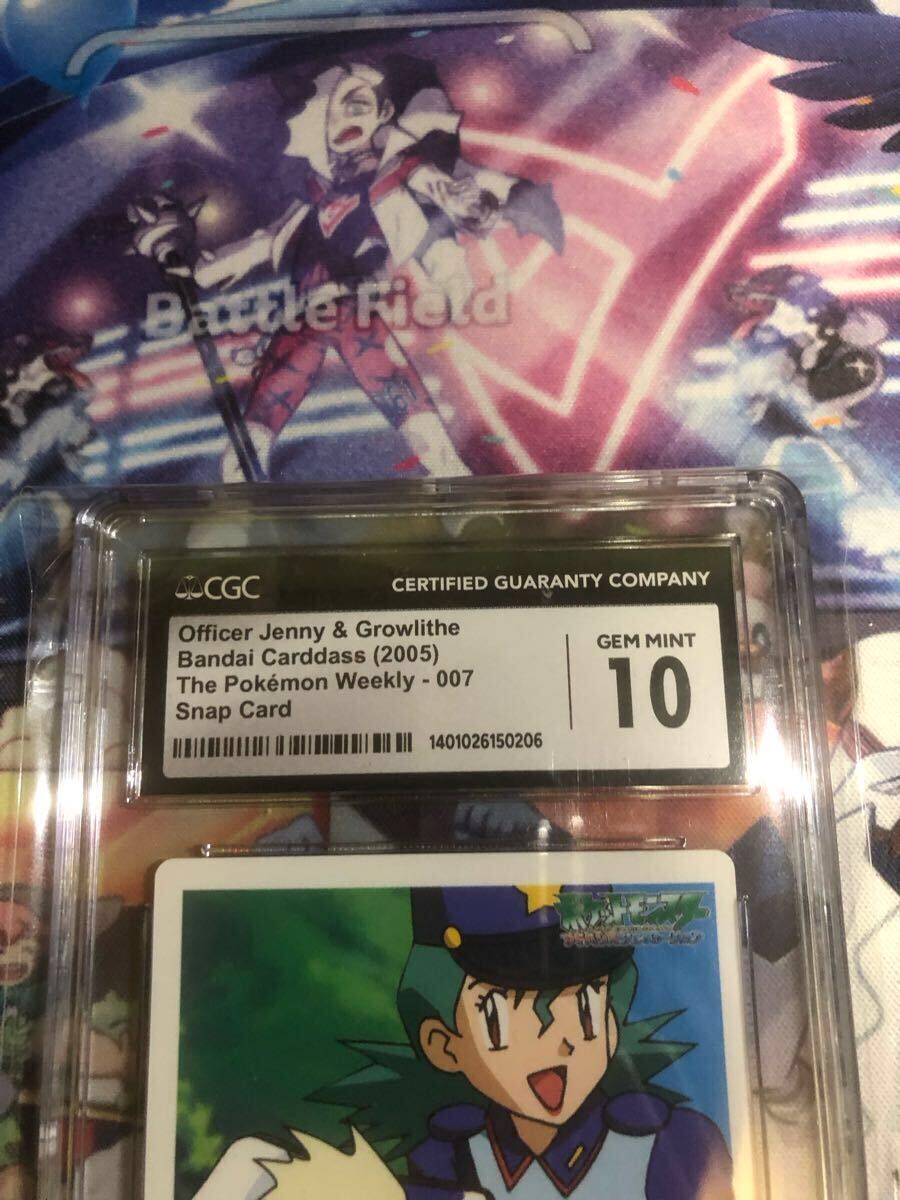 Battle Field
CGC
CERTIFIED GUARANTY COMPANY
Officer Jenny & Growlithe
Bandai Carddass (2005)
The Pokémon Weekly - 007
Snap Card
1401026150206
GEM MINT
10
ポケットモンスター